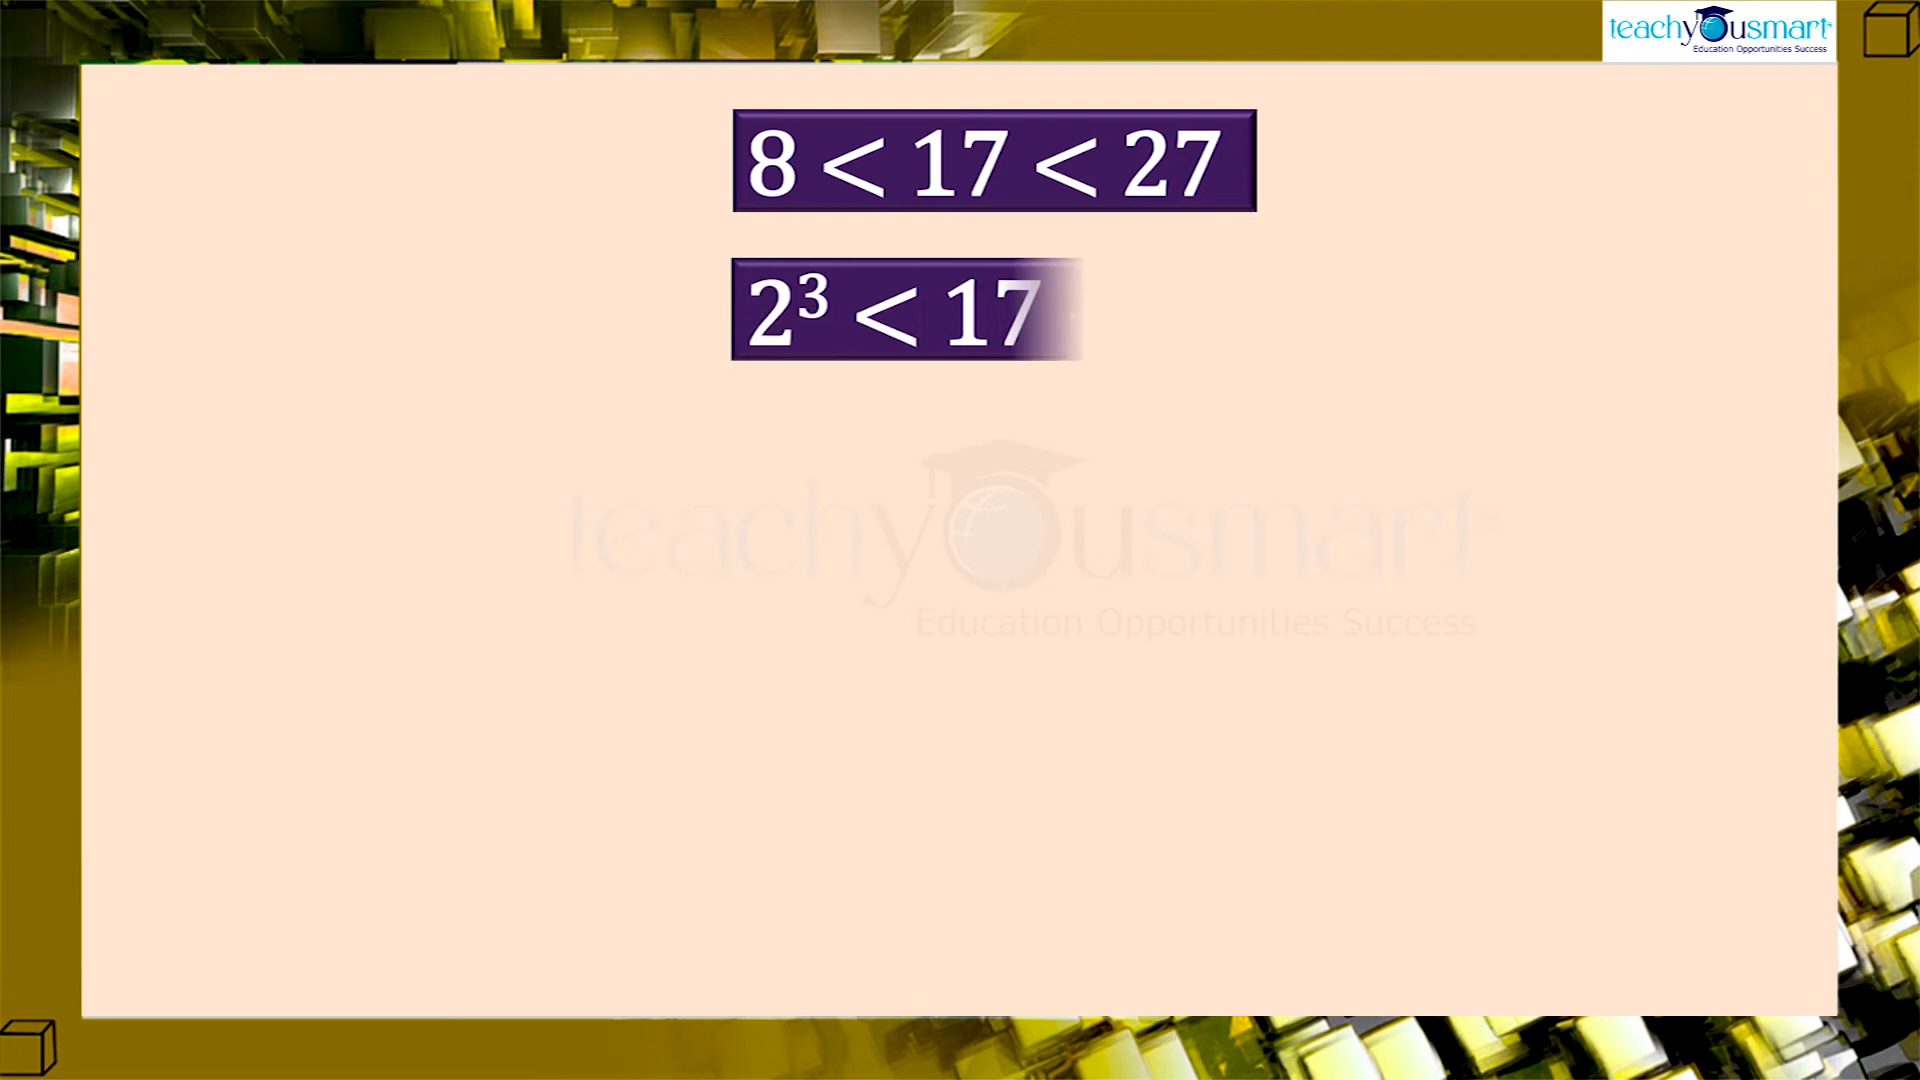 teachyousmart
Education Opportunities Success
8 < 17 < 27
2³ < 17
teachyousmart
Education Opportunities Success